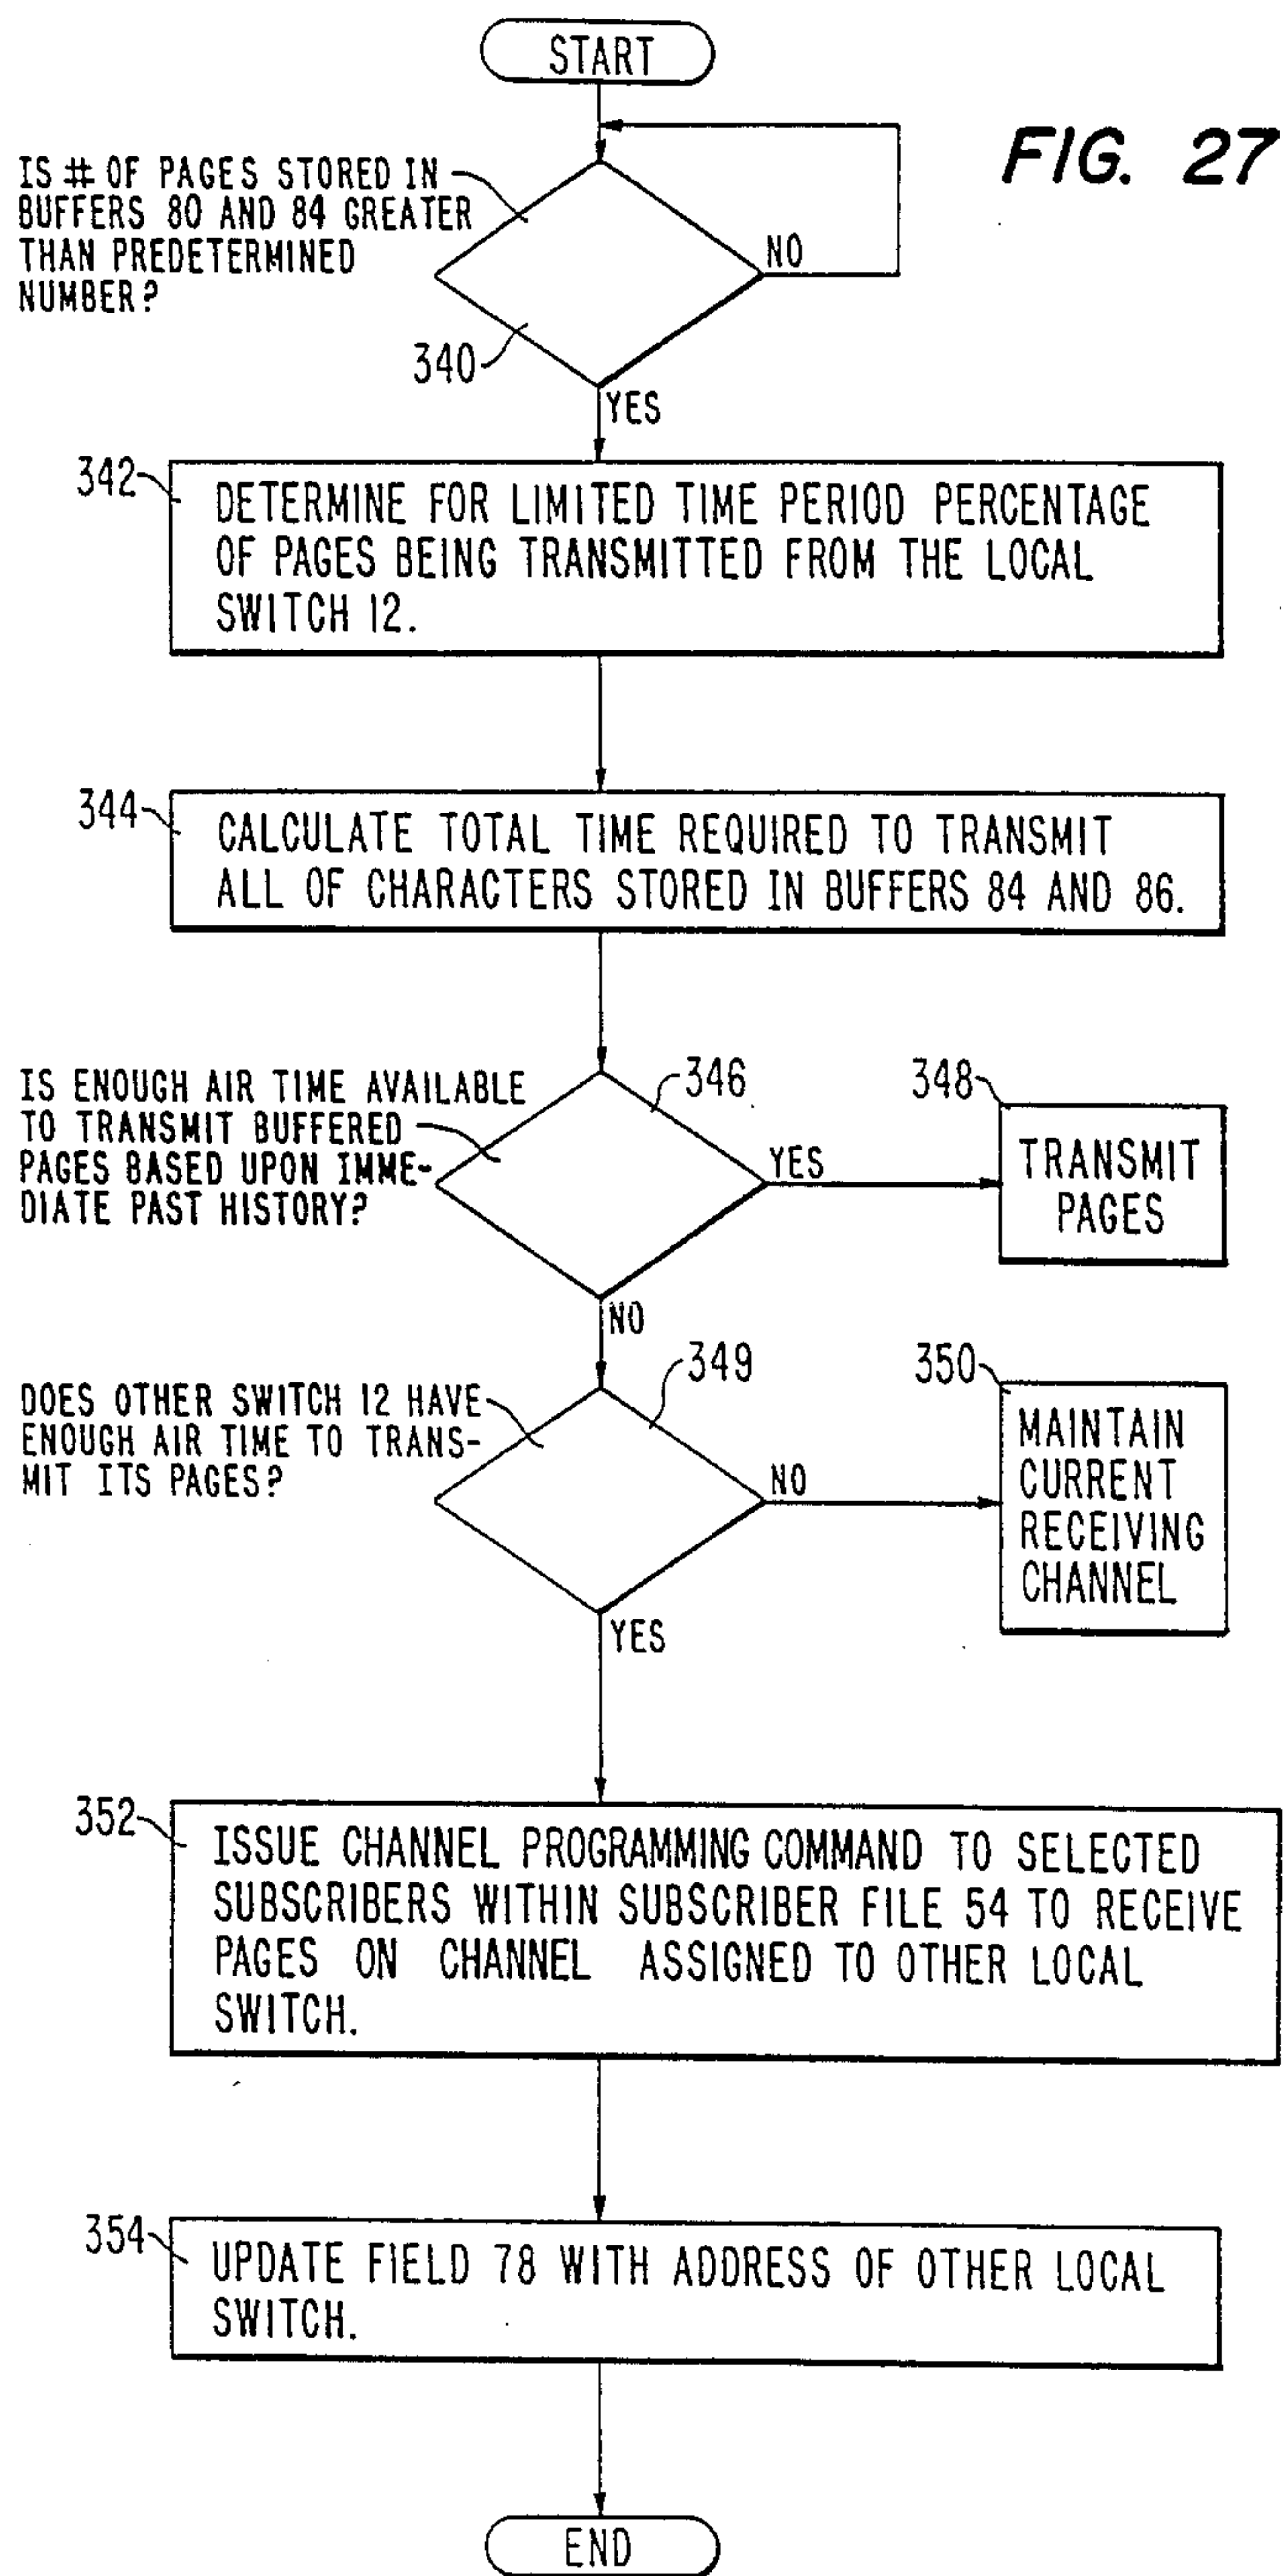 START
FIG. 27
IS # OF PAGES STORED IN
BUFFERS 80 AND 84 GREATER
THAN PREDETERMINED
NUMBER?
NO
340
YES
342
DETERMINE FOR LIMITED TIME PERIOD PERCENTAGE
OF PAGES BEING TRANSMITTED FROM THE LOCAL
SWITCH 12.
344
CALCULATE TOTAL TIME REQUIRED TO TRANSMIT
ALL OF CHARACTERS STORED IN BUFFERS 84 AND 86.
IS ENOUGH AIR TIME AVAILABLE
TO TRANSMIT BUFFERED
PAGES BASED UPON IMME-
DIATE PAST HISTORY?
346
YES
348
TRANSMIT
PAGES
NO
DOES OTHER SWITCH 12 HAVE
ENOUGH AIR TIME TO TRANS-
MIT ITS PAGES?
349
NO
350
MAINTAIN
CURRENT
RECEIVING
CHANNEL
YES
352
ISSUE CHANNEL PROGRAMMING COMMAND TO SELECTED
SUBSCRIBERS WITHIN SUBSCRIBER FILE 54 TO RECEIVE
PAGES ON CHANNEL ASSIGNED TO OTHER LOCAL
SWITCH.
354
UPDATE FIELD 78 WITH ADDRESS OF OTHER LOCAL
SWITCH.
END